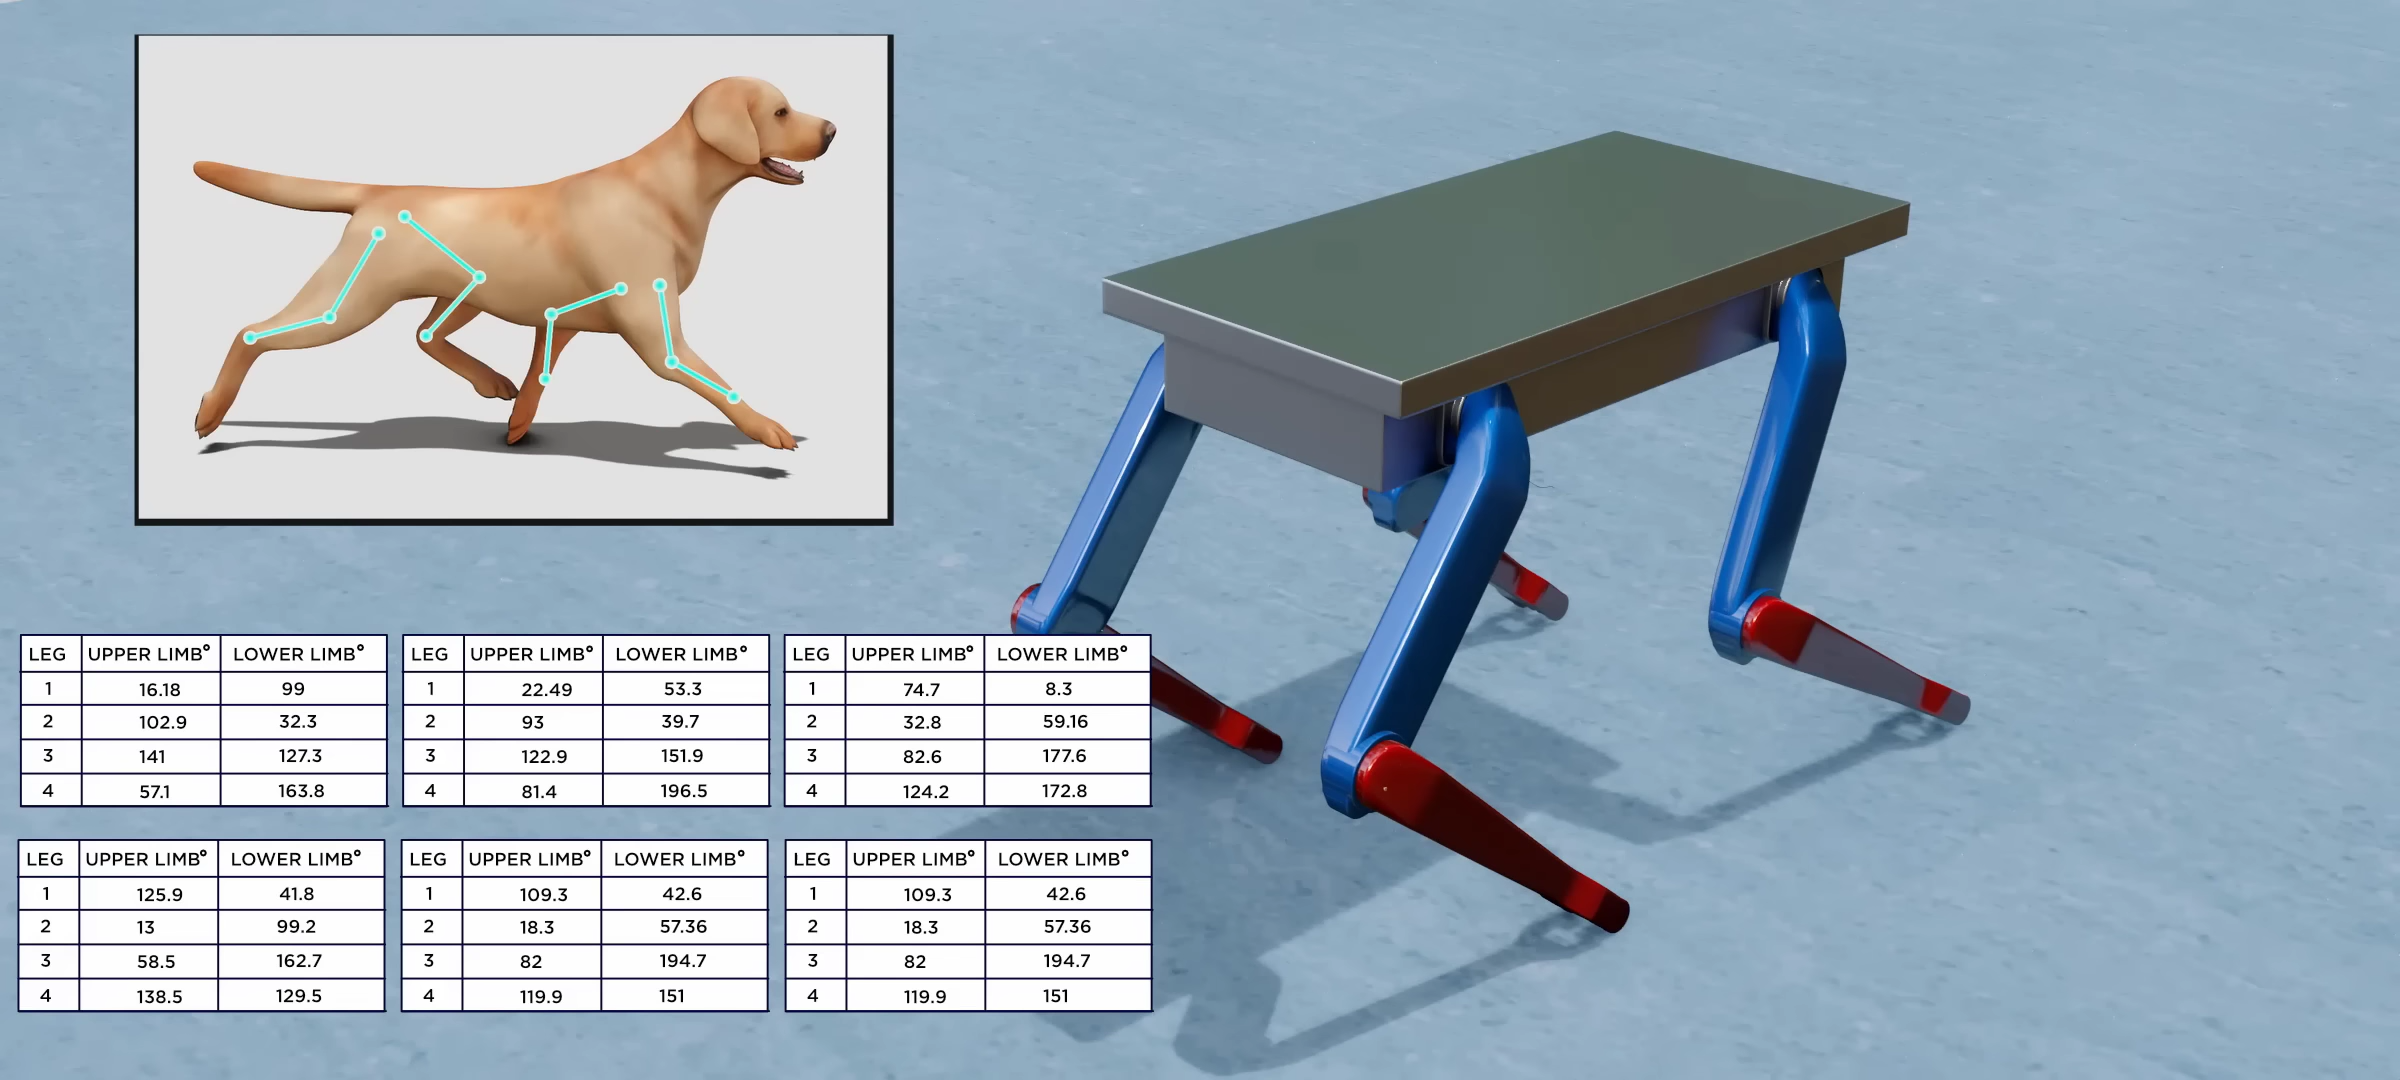 LEG UPPER LIMB° LOWER LIMB°
1 16.18 99
2 102.9 32.3
3 141 127.3
4 57.1 163.8
LEG UPPER LIMB° LOWER LIMB°
1 22.49 53.3
2 93 39.7
3 122.9 151.9
4 81.4 196.5
LEG UPPER LIMB° LOWER LIMB°
1 74.7 8.3
2 32.8 59.16
3 82.6 177.6
4 124.2 172.8
LEG UPPER LIMB° LOWER LIMB°
1 125.9 41.8
2 13 99.2
3 58.5 162.7
4 138.5 129.5
LEG UPPER LIMB° LOWER LIMB°
1 109.3 42.6
2 18.3 57.36
3 82 194.7
4 119.9 151
LEG UPPER LIMB° LOWER LIMB°
1 109.3 42.6
2 18.3 57.36
3 82 194.7
4 119.9 151